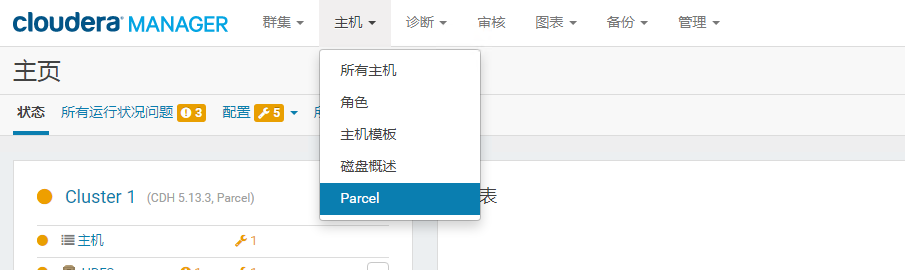 cloudera MANAGER 群集 主机 诊断 审核 图表 备份 管理
主页
所有主机
角色
主机模板
磁盘概述
Parcel
状态 所有运行状况问题 3 配置 5
Cluster 1 (CDH 5.13.3, Parcel)
表
主机 1